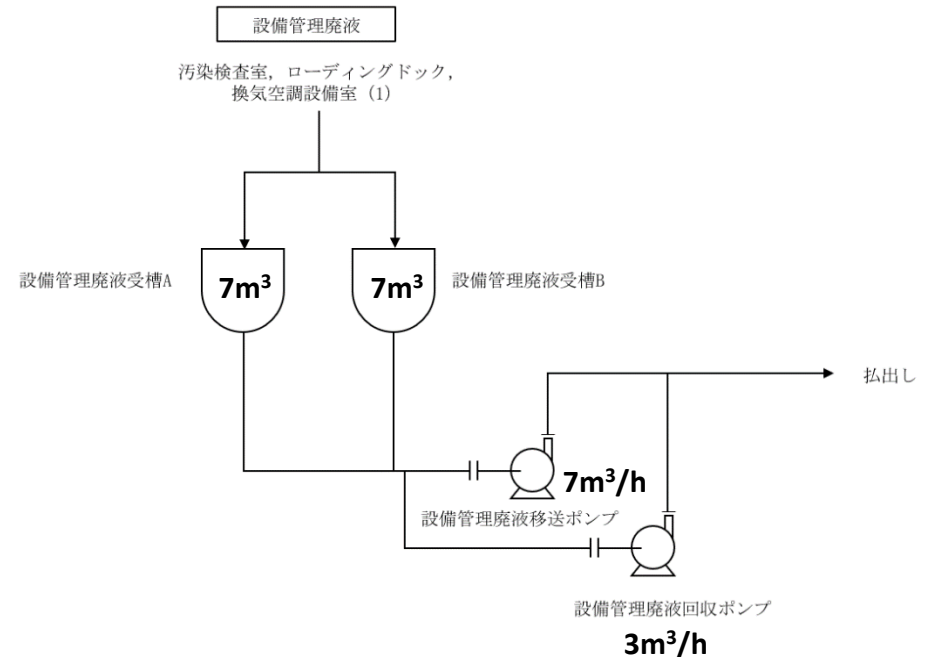 設備管理廃液
汚染検査室，ローディングドック，
換気空調設備室（1）
設備管理廃液受槽A
7m³
7m³
設備管理廃液受槽B
払出し
7m³/h
設備管理廃液移送ポンプ
設備管理廃液回収ポンプ
3m³/h